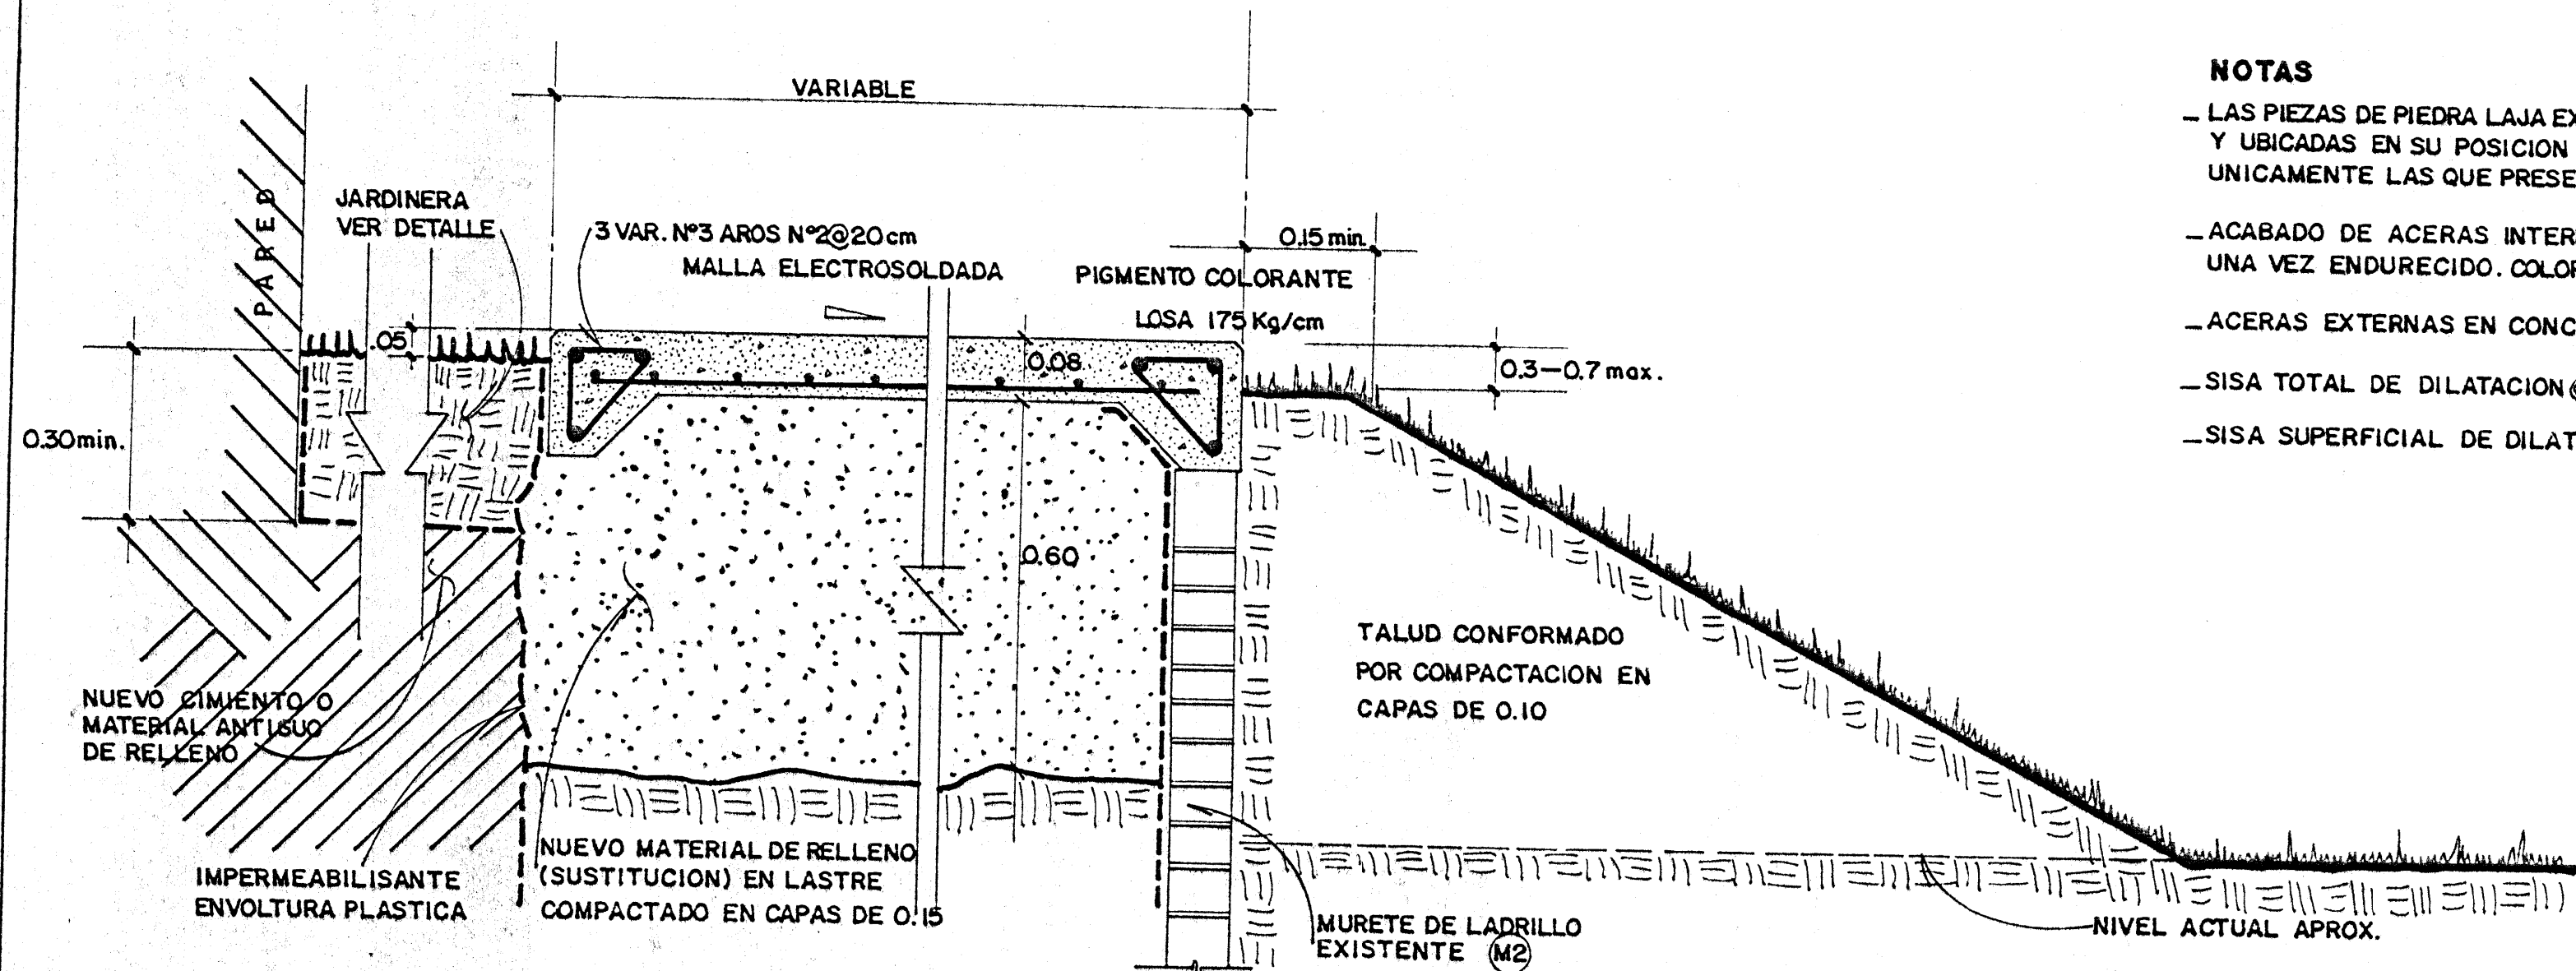 VARIABLE
PARED
JARDINERA
VER DETALLE
3 VAR. N°3 AROS N°2@20cm
MALLA ELECTROSOLDADA
PIGMENTO COLORANTE
LOSA 175 Kg/cm
0.15 min.
.05
0.08
0.3-0.7 max.
0.30min.
0.60
TALUD CONFORMADO
POR COMPACTACION EN
CAPAS DE 0.10
NUEVO CIMIENTO O
MATERIAL ANTIGUO
DE RELLENO
IMPERMEABILISANTE
ENVOLTURA PLASTICA
NUEVO MATERIAL DE RELLENO
(SUSTITUCION) EN LASTRE
COMPACTADO EN CAPAS DE 0.15
MURETE DE LADRILLO
EXISTENTE M2
NIVEL ACTUAL APROX.
NOTAS
_ LAS PIEZAS DE PIEDRA LAJA EX
Y UBICADAS EN SU POSICION
UNICAMENTE LAS QUE PRESE
_ ACABADO DE ACERAS INTER
UNA VEZ ENDURECIDO. COLOR
_ ACERAS EXTERNAS EN CONC
_ SISA TOTAL DE DILATACION@
_ SISA SUPERFICIAL DE DILAT